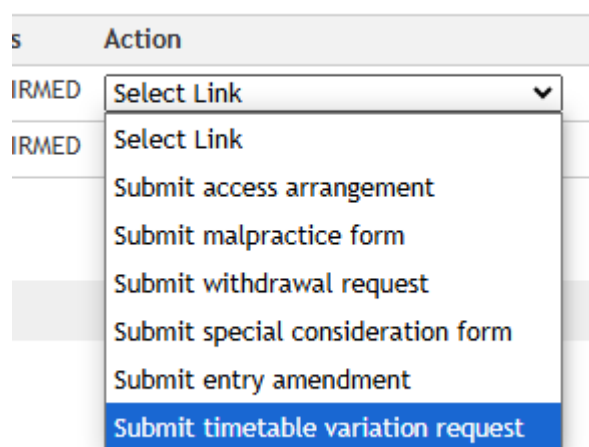 s Action
IRMED Select Link
IRMED Select Link
Submit access arrangement
Submit malpractice form
Submit withdrawal request
Submit special consideration form
Submit entry amendment
Submit timetable variation request